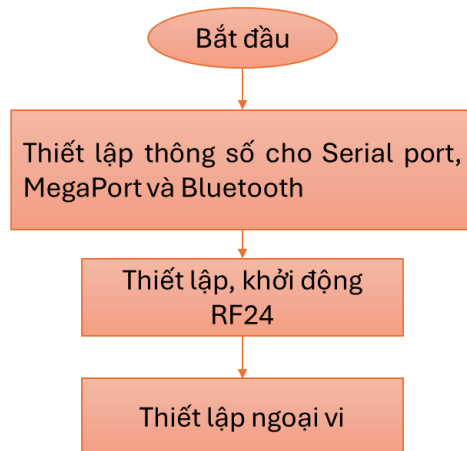 Bắt đầu
Thiết lập thông số cho Serial port,
MegaPort và Bluetooth
Thiết lập, khởi động
RF24
Thiết lập ngoại vi